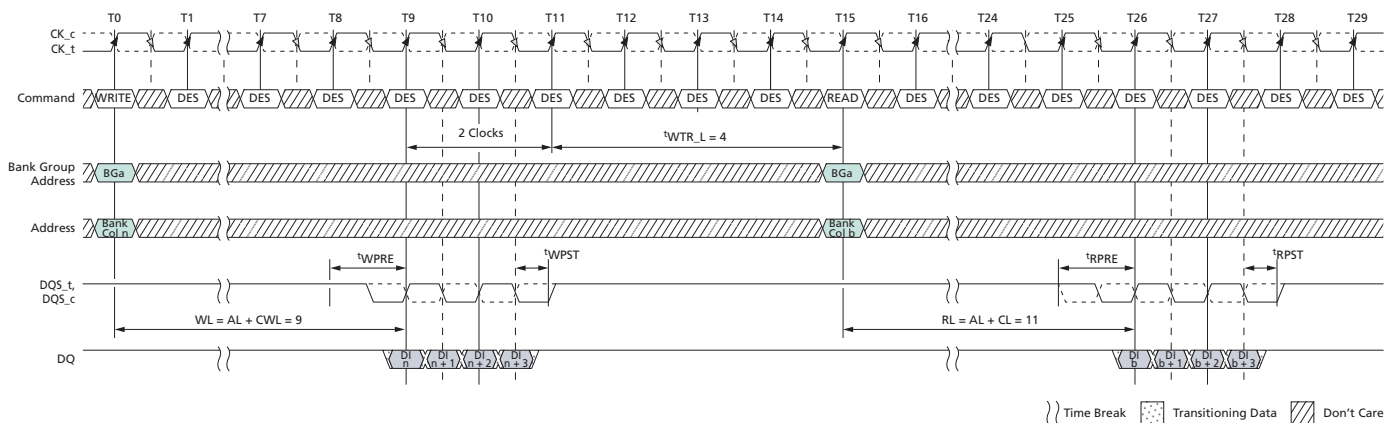 T0 T1 T7 T8 T9 T10 T11 T12 T13 T14 T15 T16 T24 T25 T26 T27 T28 T29
CK_c
CK_t
Command WRITE DES DES DES DES DES DES DES DES DES READ DES DES DES DES DES DES DES
2 Clocks tWTR_L = 4
Bank Group
Address BGa BGa
Address Bank
Col n Bank
Col b
tWPRE tWPST tRPRE tRPST
DQS_t,
DQS_c
WL = AL + CWL = 9 RL = AL + CL = 11
DQ DI
n DI
n + 1 DI
n + 2 DI
n + 3 DI
b DI
b + 1 DI
b + 2 DI
b + 3
Time Break Transitioning Data Don't Care